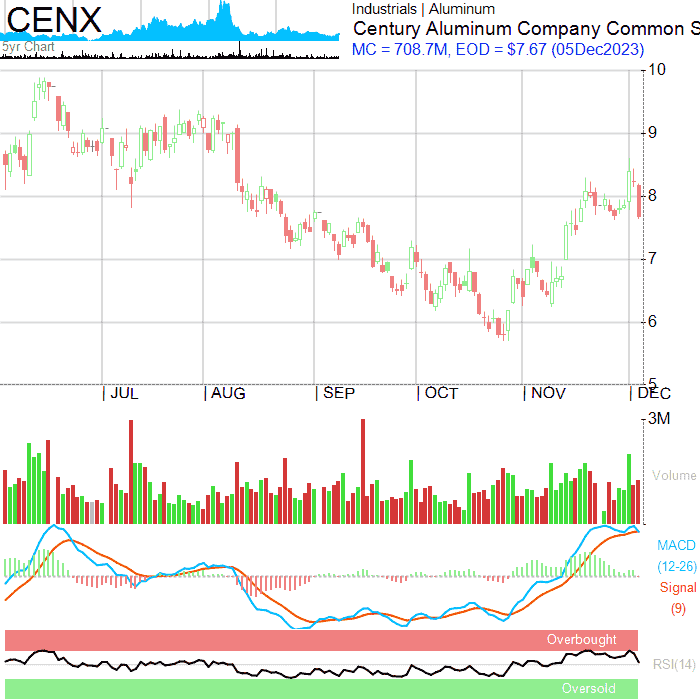 CENX
5yr Chart
Industrials | Aluminum
Century Aluminum Company Common S
MC = 708.7M, EOD = $7.67 (05Dec2023)
10
9
8
7
6
5
| JUL | AUG | SEP | OCT | NOV | DEC
3M
Volume
MACD
(12-26)
Signal
(9)
Overbought
RSI(14)
Oversold